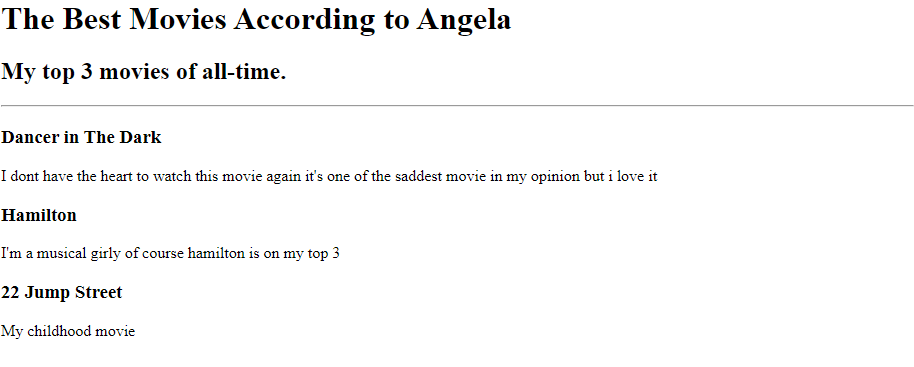 The Best Movies According to Angela
My top 3 movies of all-time.
Dancer in The Dark
I dont have the heart to watch this movie again it's one of the saddest movie in my opinion but i love it
Hamilton
I'm a musical girly of course hamilton is on my top 3
22 Jump Street
My childhood movie